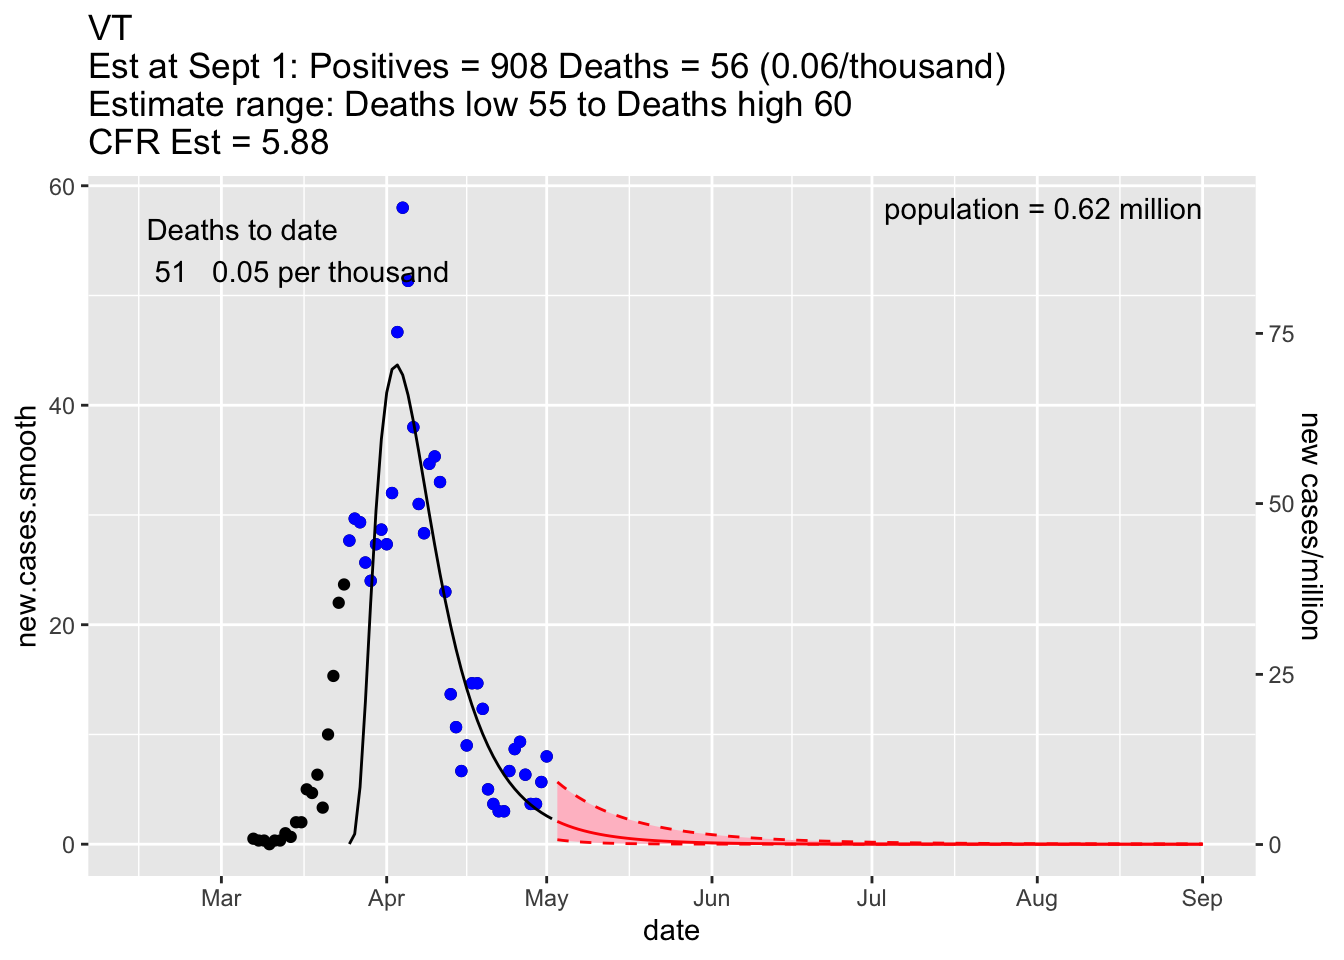 VT
Est at Sept 1: Positives = 908 Deaths = 56 (0.06/thousand)
Estimate range: Deaths low 55 to Deaths high 60
CFR Est = 5.88
Deaths to date
51 0.05 per thousand
population = 0.62 million
60
40
20
0
new.cases.smooth
75
50
25
0
new cases/million
Mar Apr May Jun Jul Aug Sep
date